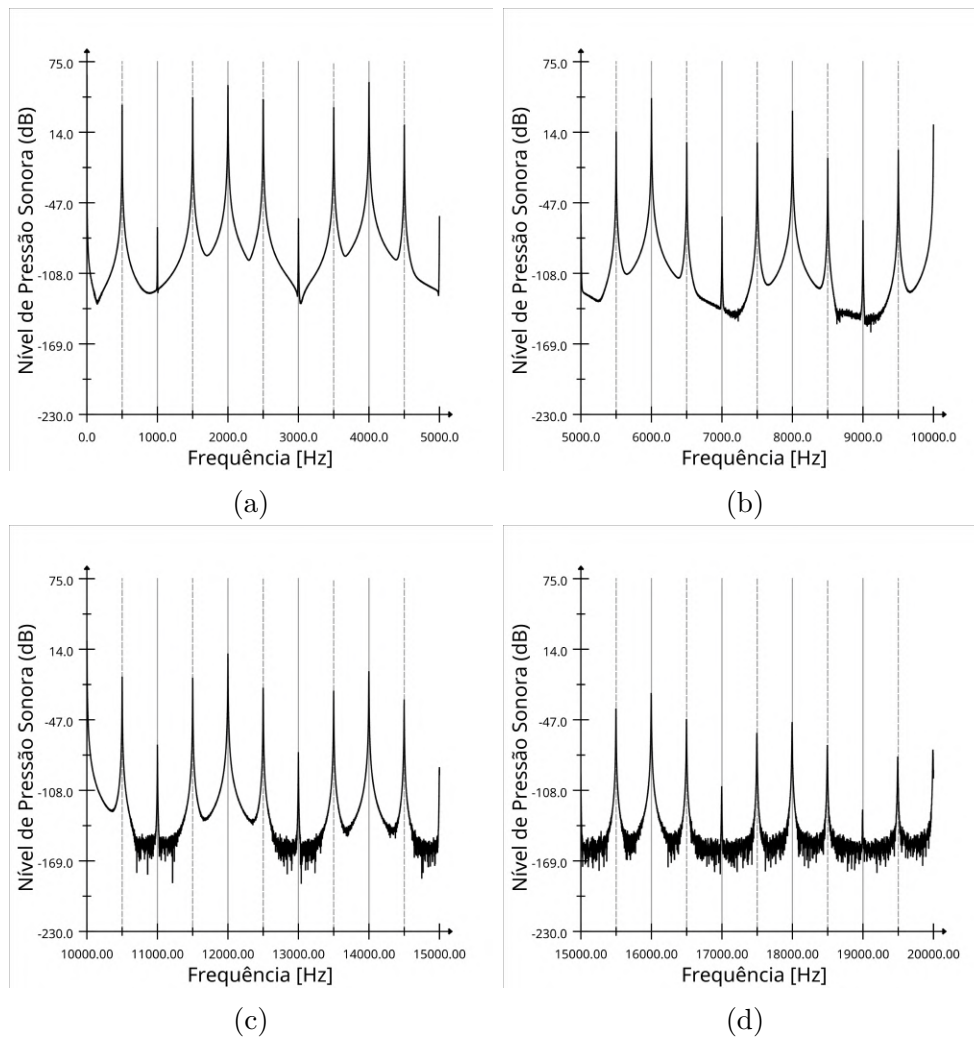 75.0
14.0
-47.0
-108.0
-169.0
-230.0
Nível de Pressão Sonora (dB)
0.0 1000.0 2000.0 3000.0 4000.0 5000.0
Frequência [Hz]
(a)
75.0
14.0
-47.0
-108.0
-169.0
-230.0
Nível de Pressão Sonora (dB)
5000.0 6000.0 7000.0 8000.0 9000.0 10000.0
Frequência [Hz]
(b)
75.0
14.0
-47.0
-108.0
-169.0
-230.0
Nível de Pressão Sonora (dB)
10000.00 11000.00 12000.00 13000.00 14000.00 15000.00
Frequência [Hz]
(c)
75.0
14.0
-47.0
-108.0
-169.0
-230.0
Nível de Pressão Sonora (dB)
15000.00 16000.00 17000.00 18000.00 19000.00 20000.00
Frequência [Hz]
(d)